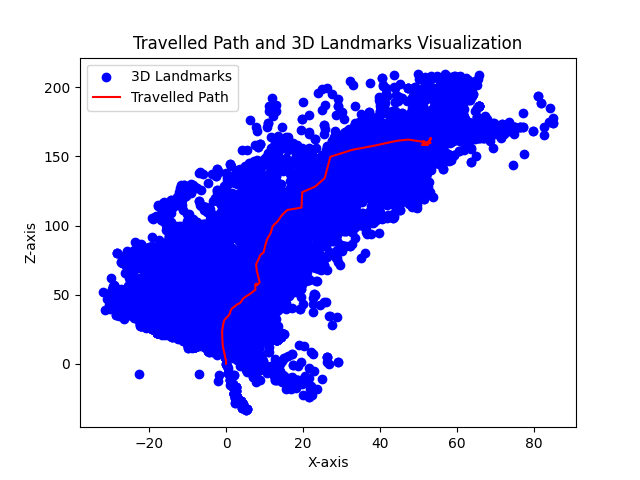 Travelled Path and 3D Landmarks Visualization
3D Landmarks
Travelled Path
Z-axis
200
150
100
50
0
−20
0
20
40
60
80
X-axis